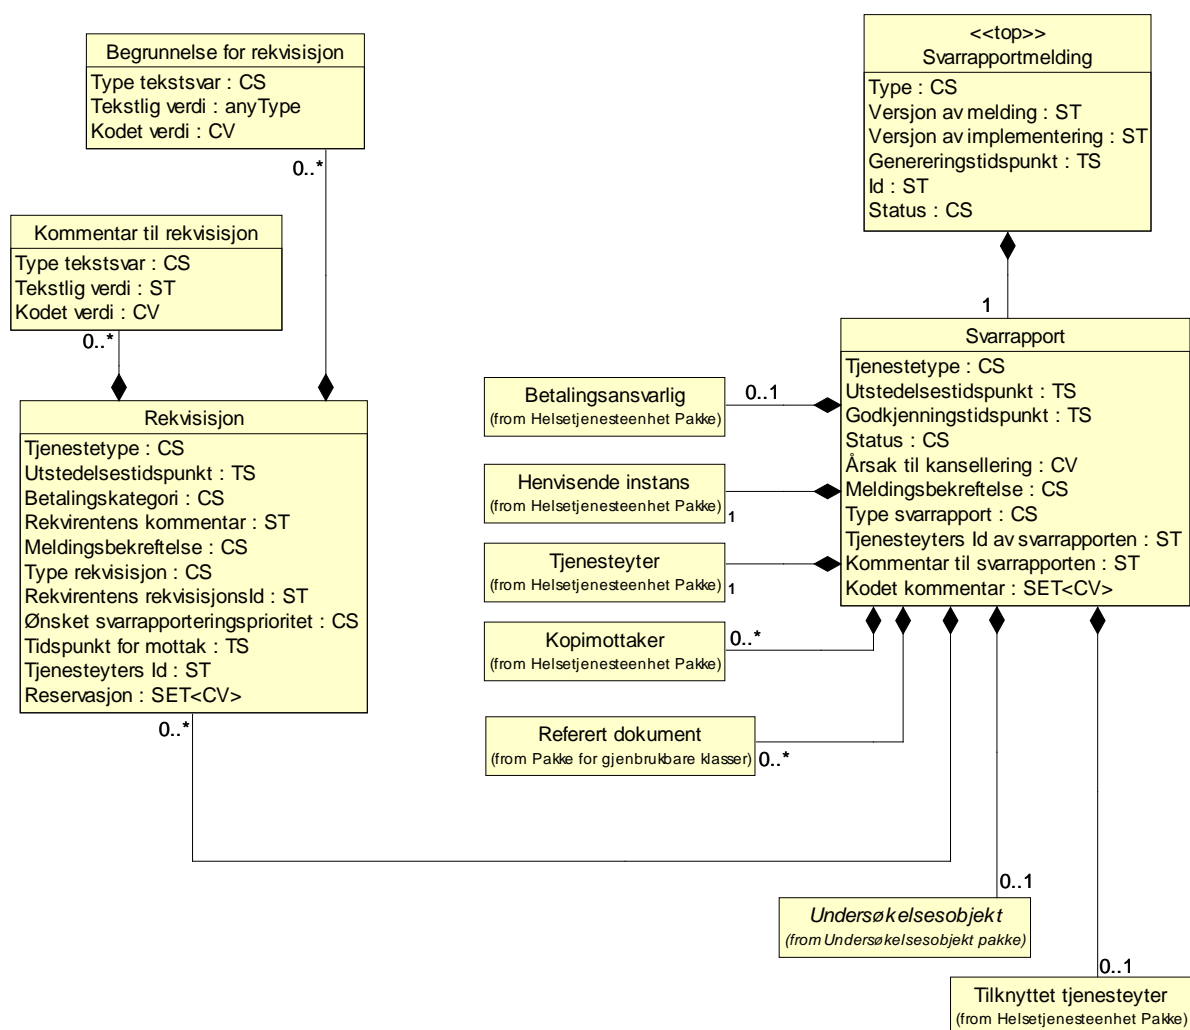 Begrunnelse for rekvisisjon
Type tekstsvar : CS
Tekstlig verdi : anyType
Kodet verdi : CV
0..*
Kommentar til rekvisisjon
Type tekstsvar : CS
Tekstlig verdi : ST
Kodet verdi : CV
0..*
Rekvisisjon
Tjenestetype : CS
Utstedelsestidspunkt : TS
Betalingskategori : CS
Rekvirentens kommentar : ST
Meldingsbekreftelse : CS
Type rekvisisjon : CS
Rekvirentens rekvisisjonsId : ST
Ønsket svarrapporteringsprioritet : CS
Tidspunkt for mottak : TS
Tjenesteyters Id : ST
Reservasjon : SET<CV>
0..*
<<top>>
Svarrapportmelding
Type : CS
Versjon av melding : ST
Versjon av implementering : ST
Genereringstidspunkt : TS
Id : ST
Status : CS
1
Svarrapport
Tjenestetype : CS
Utstedelsestidspunkt : TS
Godkjenningstidspunkt : TS
Status : CS
Årsak til kansellering : CV
Meldingsbekreftelse : CS
Type svarrapport : CS
Tjenesteyters Id av svarrapporten : ST
Kommentar til svarrapporten : ST
Kodet kommentar : SET<CV>
Betalingsansvarlig
(from Helsetjenesteenhet Pakke)
0..1
Henvisende instans
(from Helsetjenesteenhet Pakke)
1
Tjenesteyter
(from Helsetjenesteenhet Pakke)
1
Kopimottaker
(from Helsetjenesteenhet Pakke)
0..*
Referert dokument
(from Pakke for gjenbrukbare klasser)
0..*
0..1
Undersøkelsesobjekt
(from Undersøkelsesobjekt pakke)
0..1
Tilknyttet tjenesteyter
(from Helsetjenesteenhet Pakke)